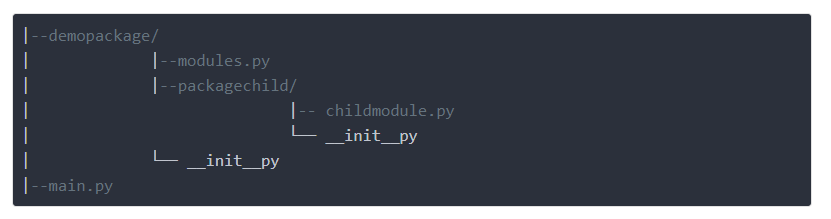 |--demopackage/
|            |--modules.py
|            |--packagechild/
|                          |-- childmodule.py
|                          └── __init__py
|            └── __init__py
|--main.py